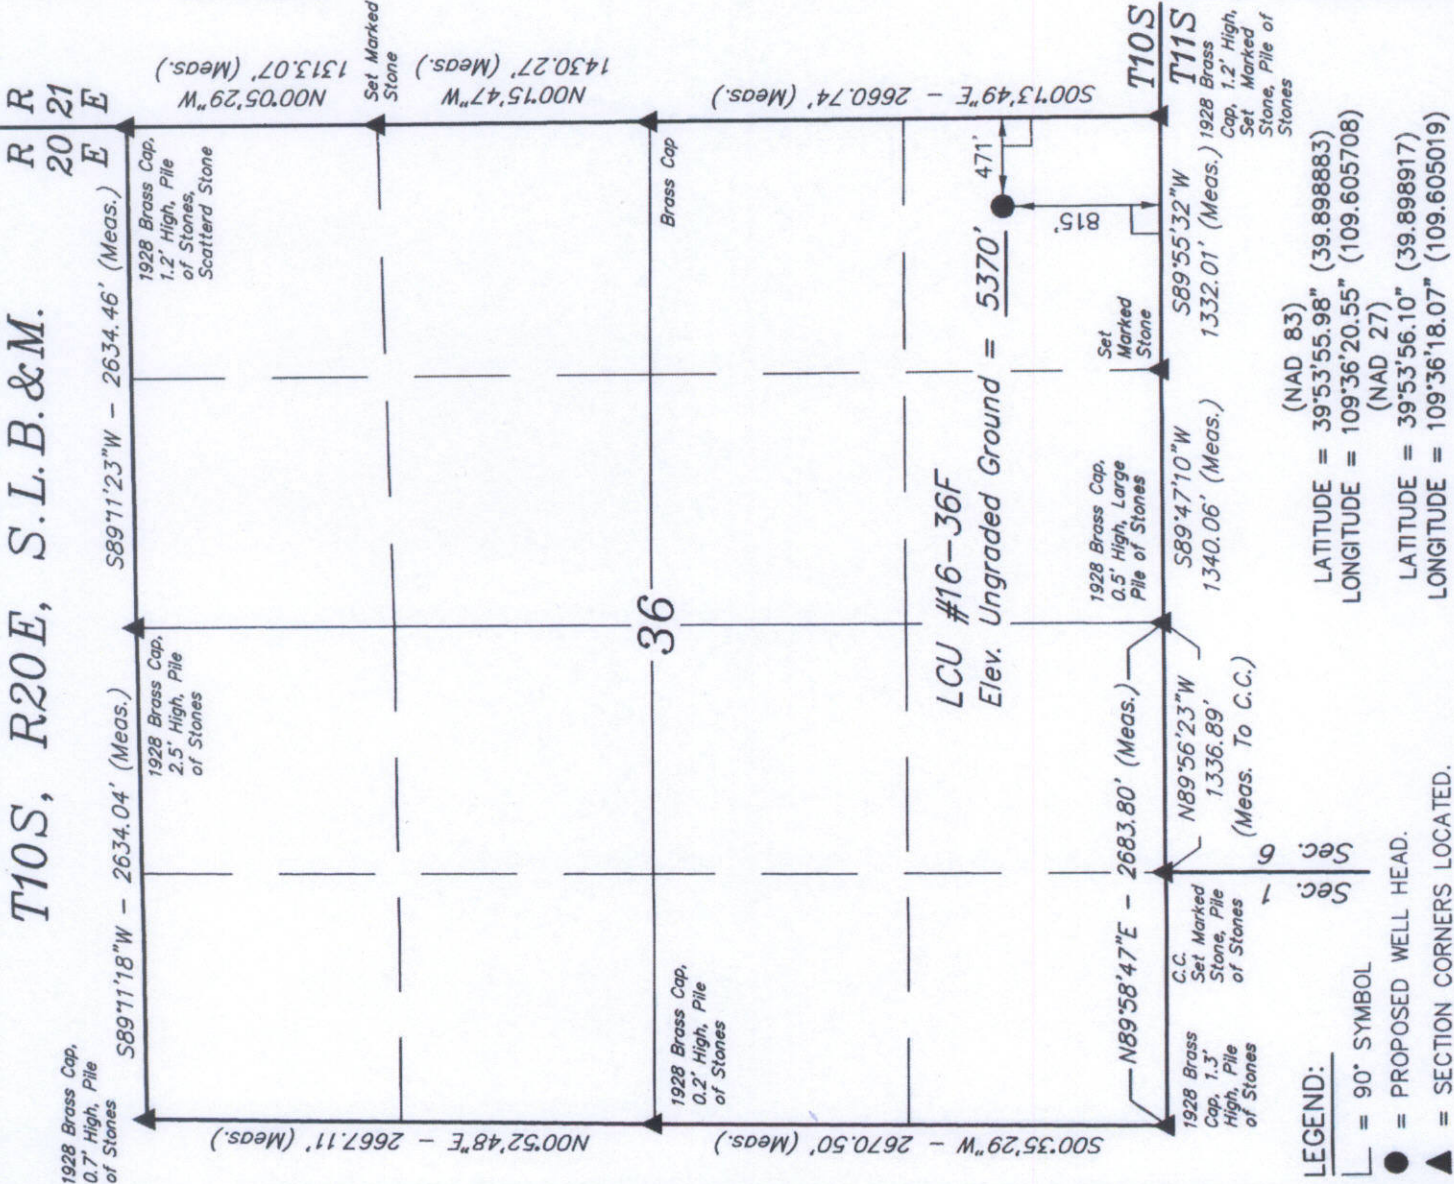 T10S, R20E, S.L.B.&M.
R R
20 21
E E
1928 Brass Cap,
0.7' High, Pile
of Stones
S89°11'18"W - 2634.04' (Meas.)
1928 Brass Cap,
2.5' High, Pile
of Stones
S89°11'23"W - 2634.46' (Meas.)
1928 Brass Cap,
1.2' High, Pile
of Stones,
Scatterd Stone
N00°05'29"W
1313.07' (Meas.)
Set Marked
Stone
N00°15'47"W
1430.27' (Meas.)
N00°52'48"E - 2667.11' (Meas.)
36
Brass Cap
1928 Brass Cap,
0.2' High, Pile
of Stones
S00°35'29"W - 2670.50' (Meas.)
S00°13'49"E - 2660.74' (Meas.)
LCU #16-36F
Elev. Ungraded Ground = 5370'
471'
815'
1928 Brass Cap,
0.5' High, Large
Pile of Stones
Set
Marked
Stone
T10S
T11S
N89°58'47"E - 2683.80' (Meas.)
1928 Brass
Cap, 1.3'
High, Pile
of Stones
C.C.
Set Marked
Stone, Pile
of Stones
N89°56'23"W
1336.89'
(Meas. To C.C.)
S89°47'10"W
1340.06' (Meas.)
S89°55'32"W
1332.01' (Meas.)
1928 Brass
Cap, 1.2' High,
Set Marked
Stone, Pile of
Stones
Sec. 1
Sec. 6
LEGEND:
= 90° SYMBOL
= PROPOSED WELL HEAD.
= SECTION CORNERS LOCATED.
(NAD 83)
LATITUDE = 39°53'55.98" (39.898883)
LONGITUDE = 109°36'20.55" (109.605708)
(NAD 27)
LATITUDE = 39°53'56.10" (39.898917)
LONGITUDE = 109°36'18.07" (109.605019)